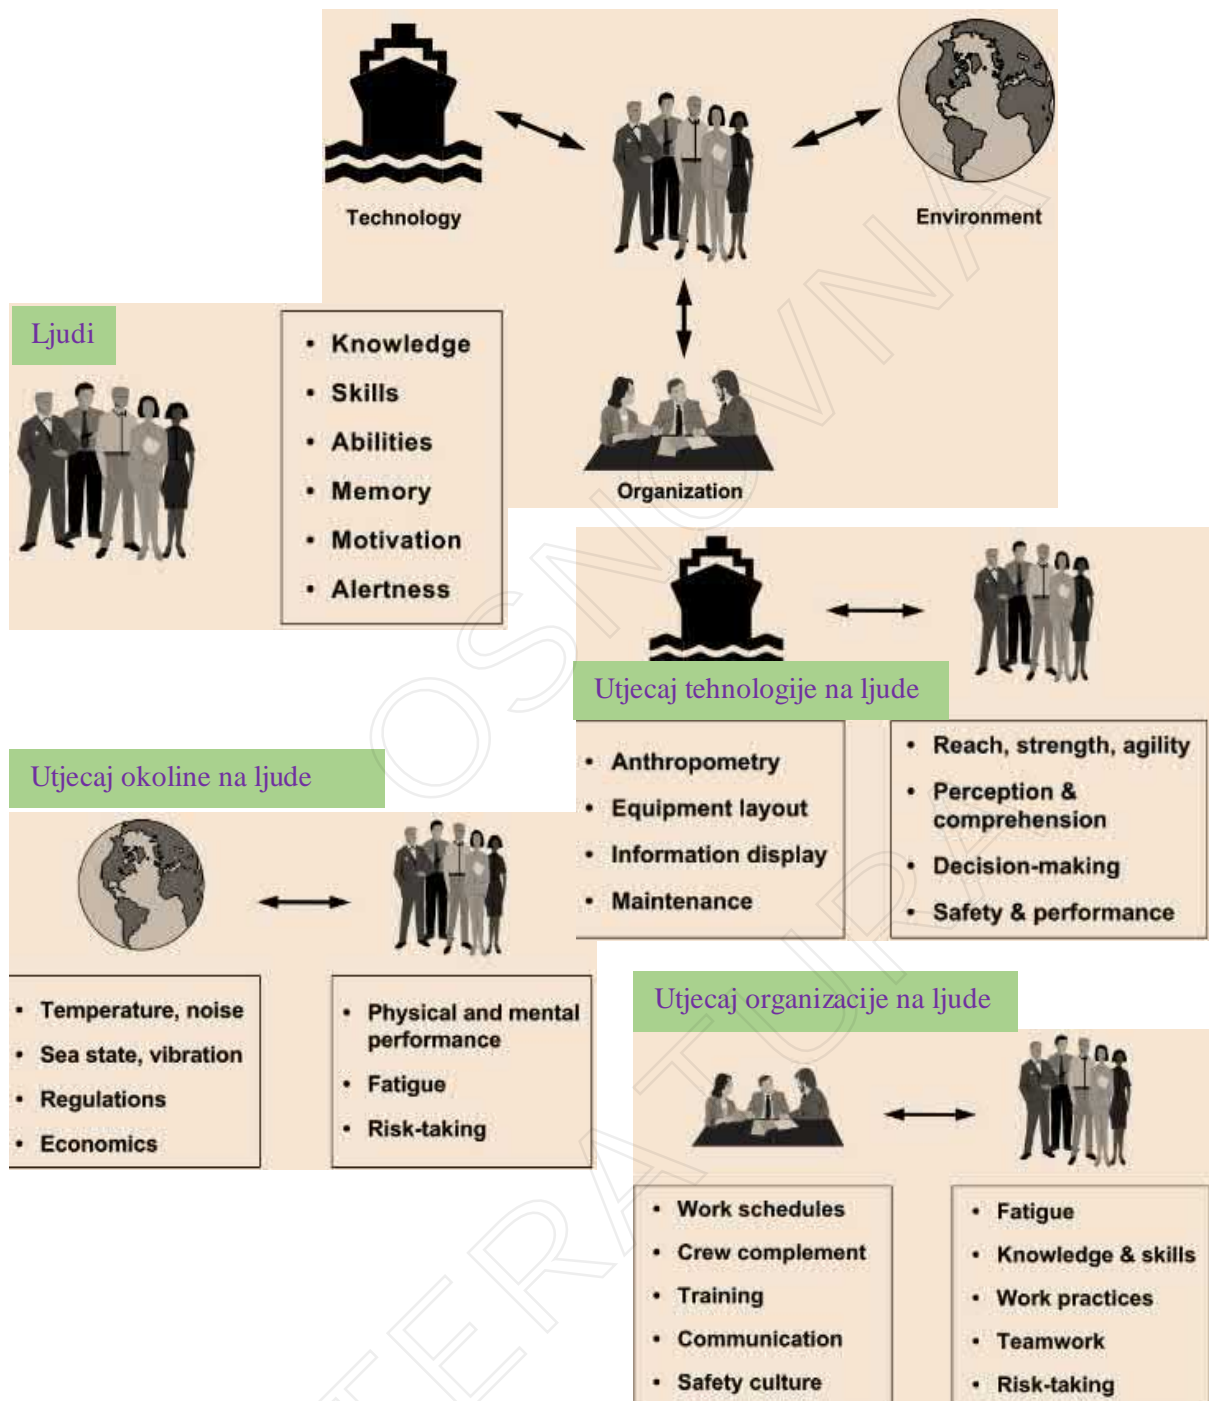 Technology
Environment
Organization
Ljudi
• Knowledge
• Skills
• Abilities
• Memory
• Motivation
• Alertness
Utjecaj tehnologije na ljude
• Anthropometry
• Equipment layout
• Information display
• Maintenance
• Reach, strength, agility
• Perception &
comprehension
• Decision-making
• Safety & performance
Utjecaj okoline na ljude
• Temperature, noise
• Sea state, vibration
• Regulations
• Economics
• Physical and mental
performance
• Fatigue
• Risk-taking
Utjecaj organizacije na ljude
• Work schedules
• Crew complement
• Training
• Communication
• Safety culture
• Fatigue
• Knowledge & skills
• Work practices
• Teamwork
• Risk-taking
OSNOVNA
TERATURA